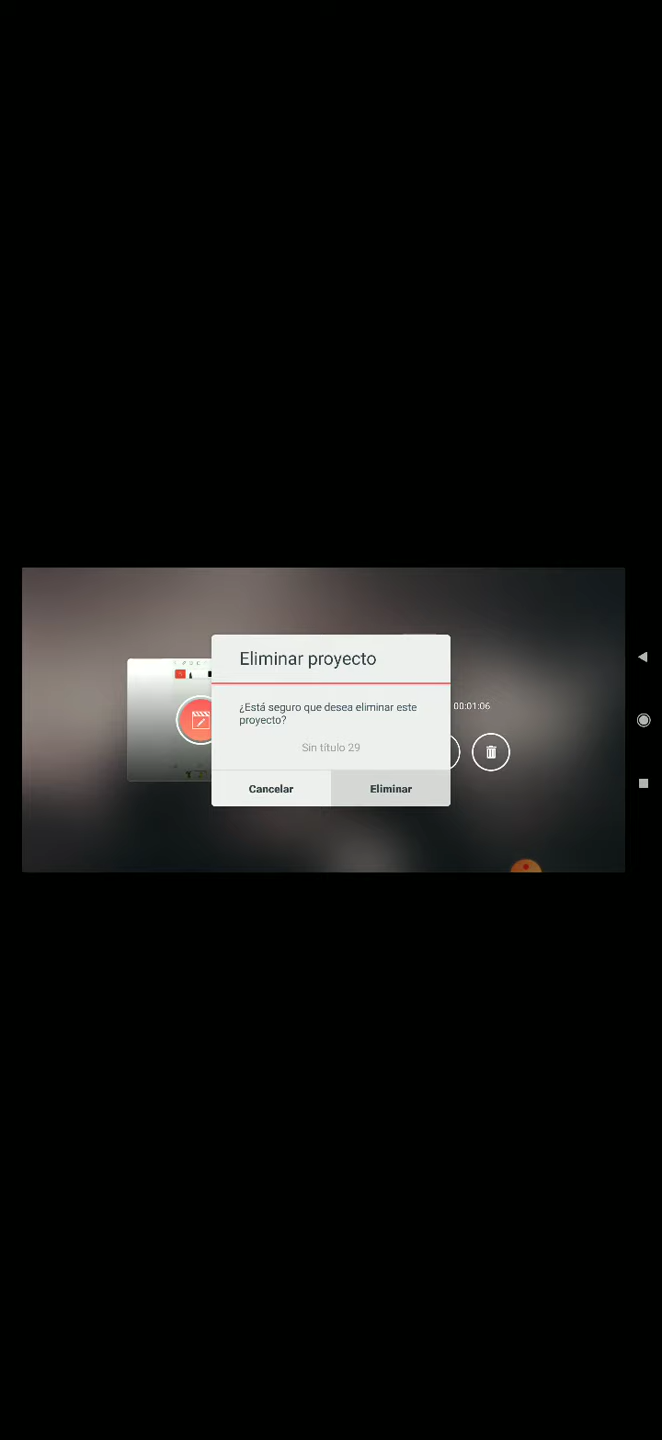 Eliminar proyecto
00:01:06
¿Está seguro que desea eliminar este
proyecto?
Sin título 29
Cancelar
Eliminar